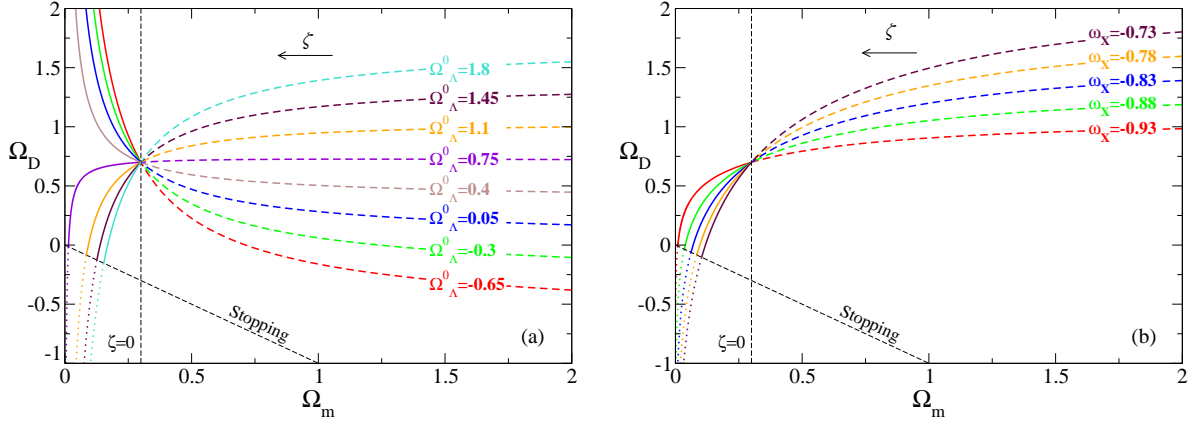 2
1.5
1
0.5
0
-0.5
-1
Ω_D
ζ
Ω^0_Λ=1.8
Ω^0_Λ=1.45
Ω^0_Λ=1.1
Ω^0_Λ=0.75
Ω^0_Λ=0.4
Ω^0_Λ=0.05
Ω^0_Λ=-0.3
Ω^0_Λ=-0.65
Stopping
ζ=0
(a)
0 0.5 1 1.5 2
Ω_m
2
1.5
1
0.5
0
-0.5
-1
Ω_D
ζ
ω_X=-0.73
ω_X=-0.78
ω_X=-0.83
ω_X=-0.88
ω_X=-0.93
Stopping
ζ=0
(b)
0 0.5 1 1.5 2
Ω_m